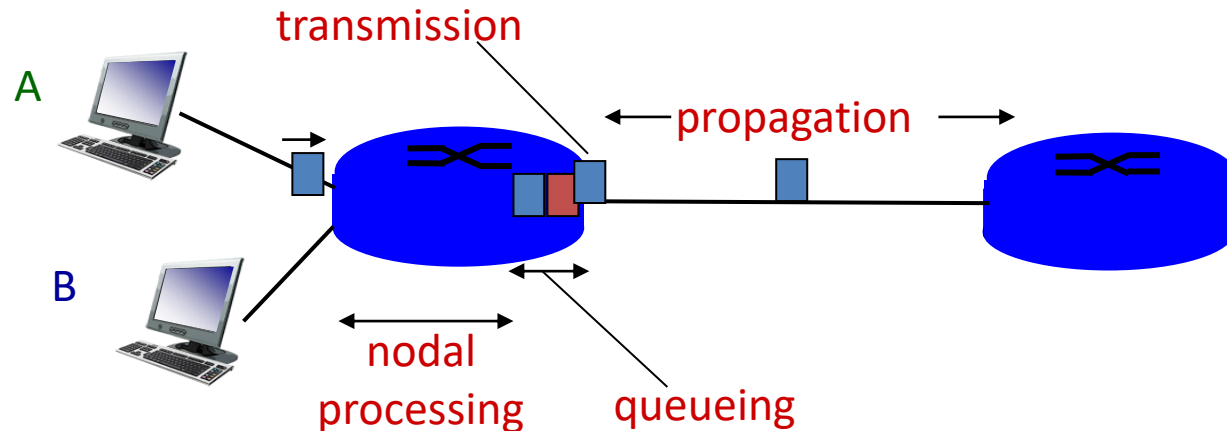 transmission
A
propagation
B
nodal
processing
queueing